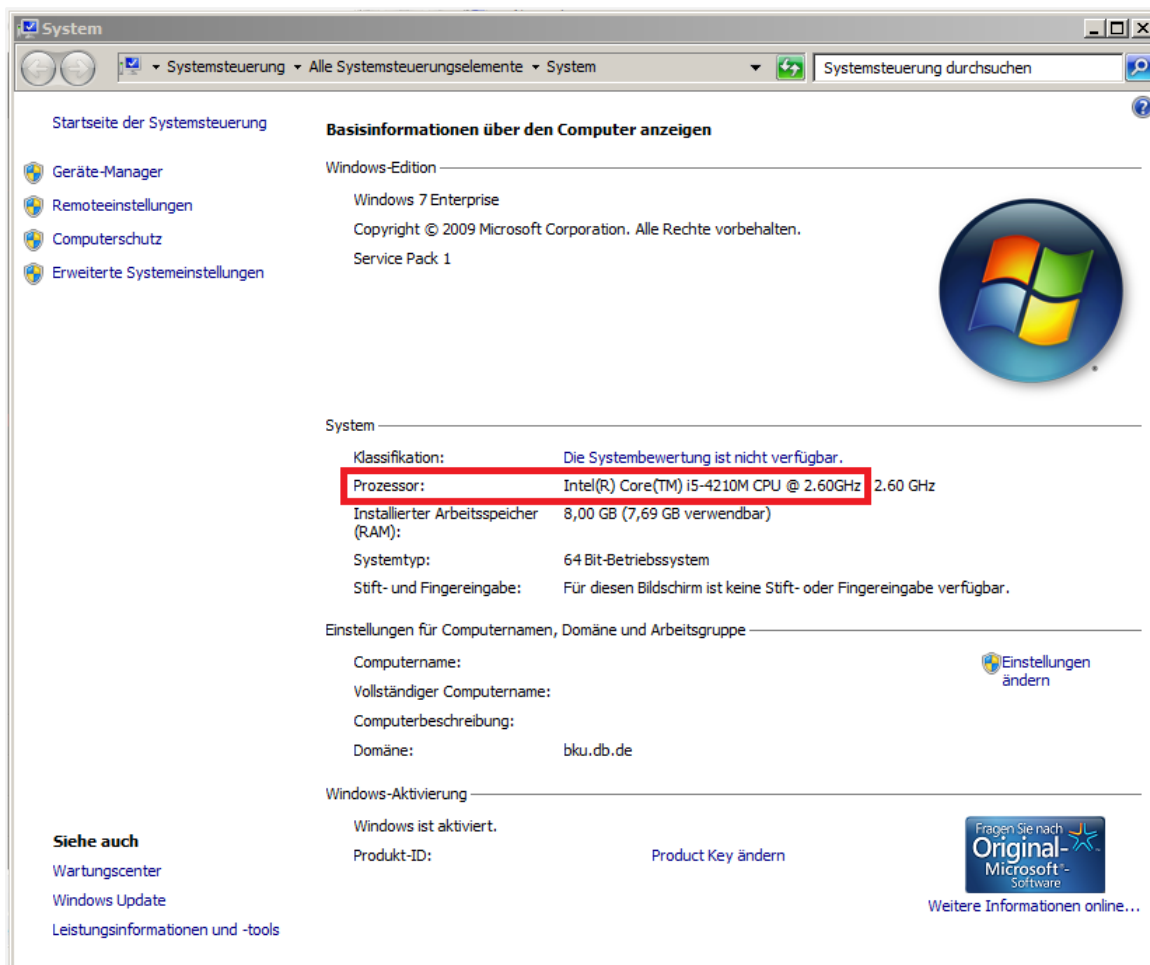 System
Systemsteuerung Alle Systemsteuerungselemente System
Systemsteuerung durchsuchen
Startseite der Systemsteuerung
Geräte-Manager
Remoteeinstellungen
Computerschutz
Erweiterte Systemeinstellungen
Basisinformationen über den Computer anzeigen
Windows-Edition
Windows 7 Enterprise
Copyright © 2009 Microsoft Corporation. Alle Rechte vorbehalten.
Service Pack 1
System
Klassifikation: Die Systembewertung ist nicht verfügbar.
Prozessor: Intel(R) Core(TM) i5-4210M CPU @ 2.60GHz 2.60 GHz
Installierter Arbeitsspeicher 8,00 GB (7,69 GB verwendbar)
(RAM):
Systemtyp: 64 Bit-Betriebssystem
Stift- und Fingereingabe: Für diesen Bildschirm ist keine Stift- oder Fingereingabe verfügbar.
Einstellungen für Computernamen, Domäne und Arbeitsgruppe
Computername:
Einstellungen
ändern
Vollständiger Computername:
Computerbeschreibung:
Domäne: bku.db.de
Windows-Aktivierung
Windows ist aktiviert.
Produkt-ID: Product Key ändern
Fragen Sie nach
Original-
Microsoft®-
Software
Weitere Informationen online...
Siehe auch
Wartungscenter
Windows Update
Leistungsinformationen und -tools